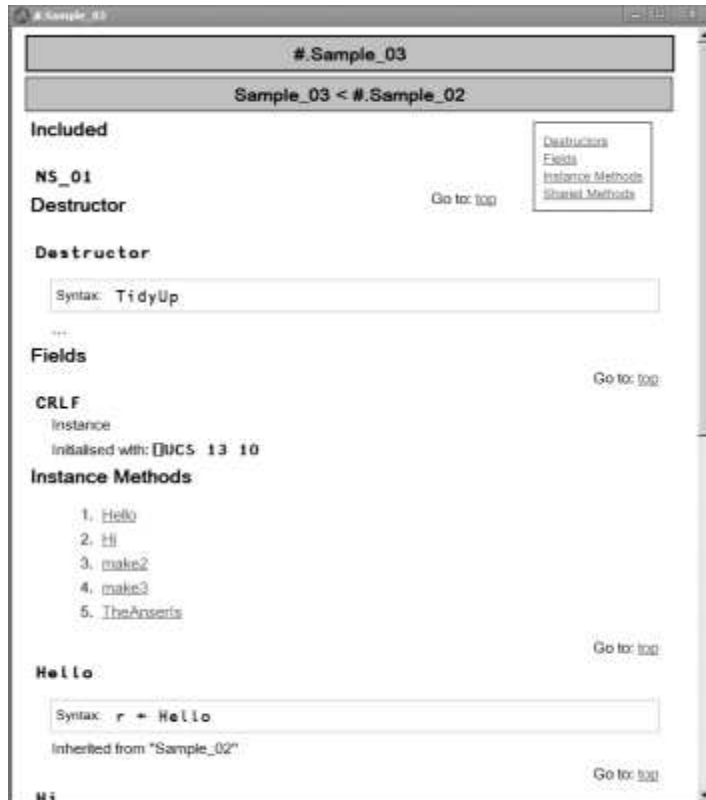 #.Sample_03
#.Sample_03
Sample_03 < #.Sample_02
Included
Destructors
Fields
Instance Methods
Shared Methods
NS_01
Go to: top
Destructor
Destructor
Syntax: TidyUp
...
Fields
Go to: top
CRLF
Instance
Initialised with: ⎕UCS 13 10
Instance Methods
1. Hello
2. Hi
3. make2
4. make3
5. TheAnserIs
Go to: top
Hello
Syntax: r ← Hello
Inherited from "Sample_02"
Go to: top
Hi